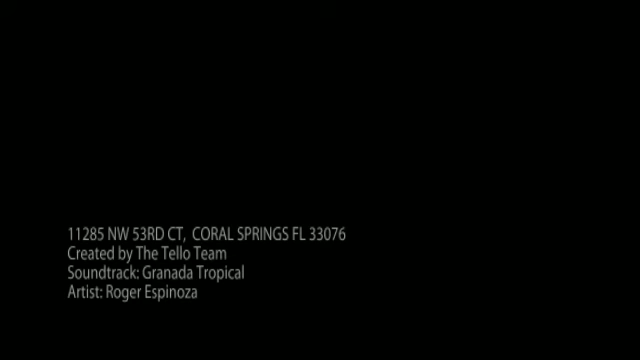 11285 NW 53RD CT, CORAL SPRINGS FL 33076
Created by The Tello Team
Soundtrack: Granada Tropical
Artist: Roger Espinoza